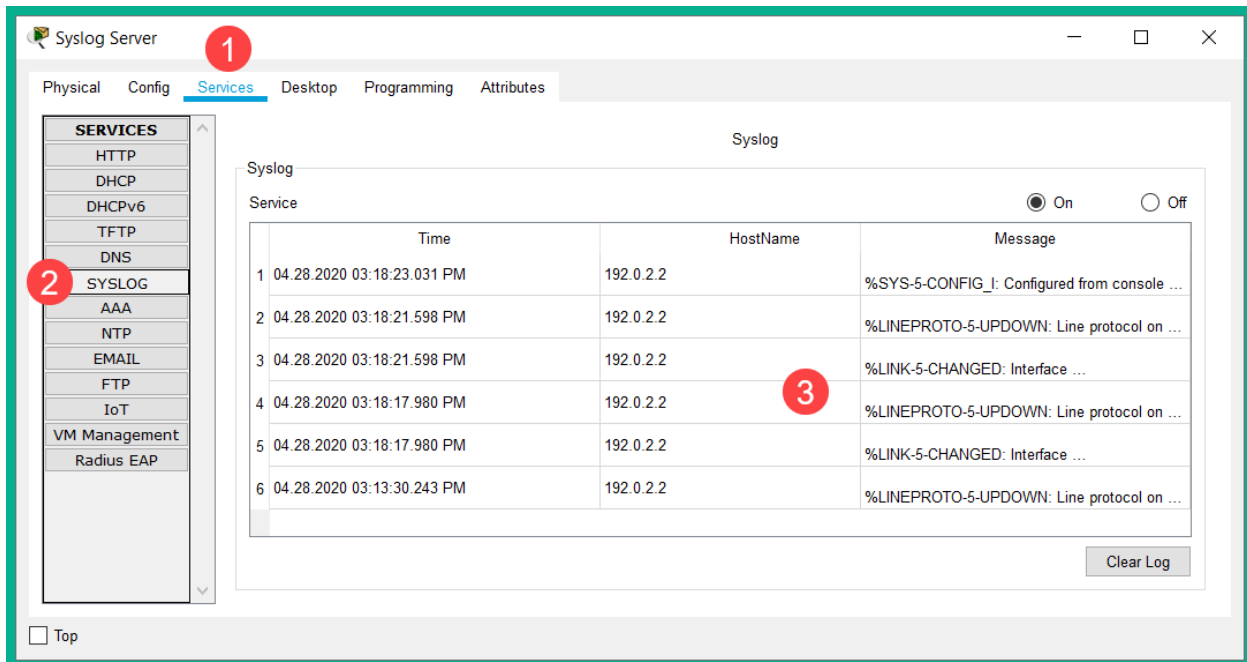 Syslog Server
1
Physical Config Services Desktop Programming Attributes
SERVICES
HTTP
DHCP
DHCPv6
TFTP
DNS
2
SYSLOG
AAA
NTP
EMAIL
FTP
IoT
VM Management
Radius EAP
Syslog
Syslog
Service On Off
Time HostName Message
1 04.28.2020 03:18:23.031 PM 192.0.2.2 %SYS-5-CONFIG_I: Configured from console ...
2 04.28.2020 03:18:21.598 PM 192.0.2.2 %LINEPROTO-5-UPDOWN: Line protocol on ...
3 04.28.2020 03:18:21.598 PM 192.0.2.2 %LINK-5-CHANGED: Interface ...
3
4 04.28.2020 03:18:17.980 PM 192.0.2.2 %LINEPROTO-5-UPDOWN: Line protocol on ...
5 04.28.2020 03:18:17.980 PM 192.0.2.2 %LINK-5-CHANGED: Interface ...
6 04.28.2020 03:13:30.243 PM 192.0.2.2 %LINEPROTO-5-UPDOWN: Line protocol on ...
Clear Log
Top